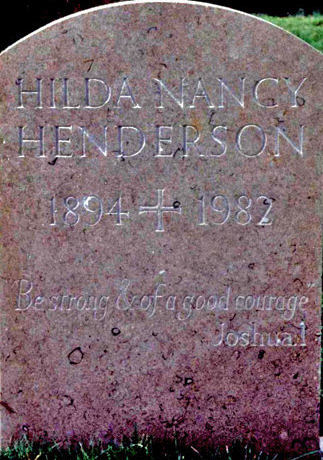 HILDA NANCY
HENDERSON
1894 + 1982
"Be strong & of a good courage"
Joshua.1